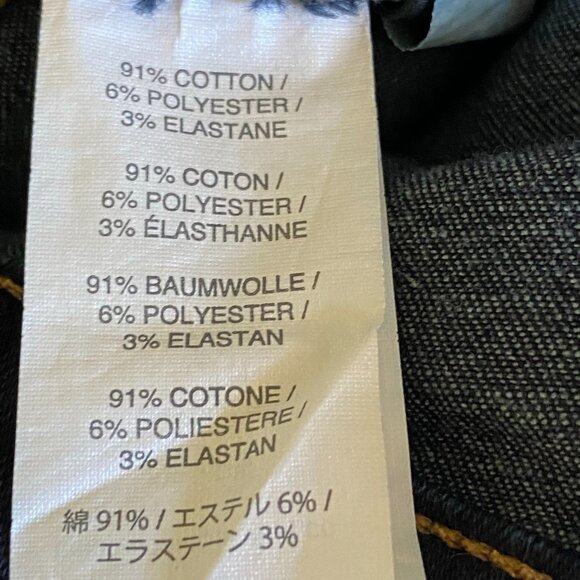 91% COTTON /
6% POLYESTER /
3% ELASTANE
91% COTON /
6% POLYESTER /
3% ÉLASTHANNE
91% BAUMWOLLE /
6% POLYESTER /
3% ELASTAN
91% COTONE /
6% POLIESTERE /
3% ELASTAN
綿 91% / エステル 6% /
エラステーン 3%